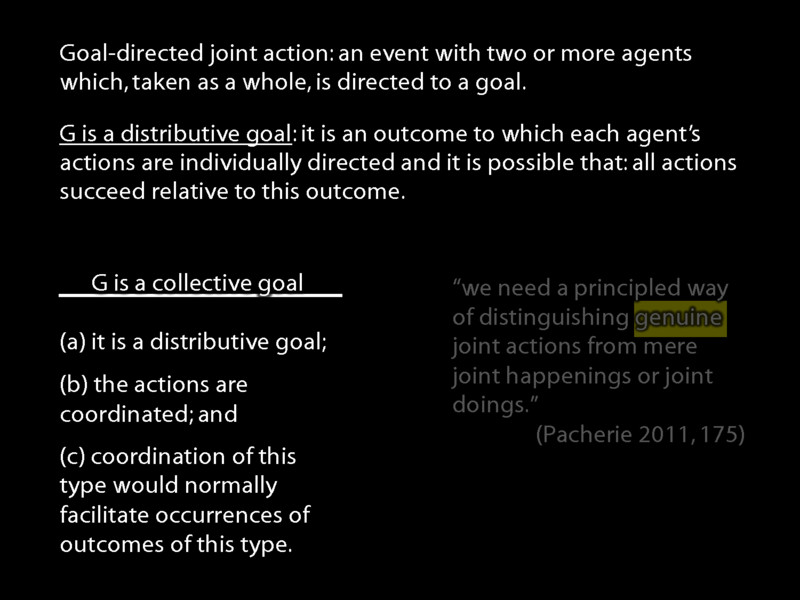 Goal-directed joint action: an event with two or more agents
which, taken as a whole, is directed to a goal.
G is a distributive goal: it is an outcome to which each agent’s
actions are individually directed and it is possible that: all actions
succeed relative to this outcome.
G is a collective goal
(a) it is a distributive goal;
(b) the actions are
coordinated; and
(c) coordination of this
type would normally
facilitate occurrences of
outcomes of this type.
“we need a principled way
of distinguishing genuine
joint actions from mere
joint happenings or joint
doings.”
(Pacherie 2011, 175)